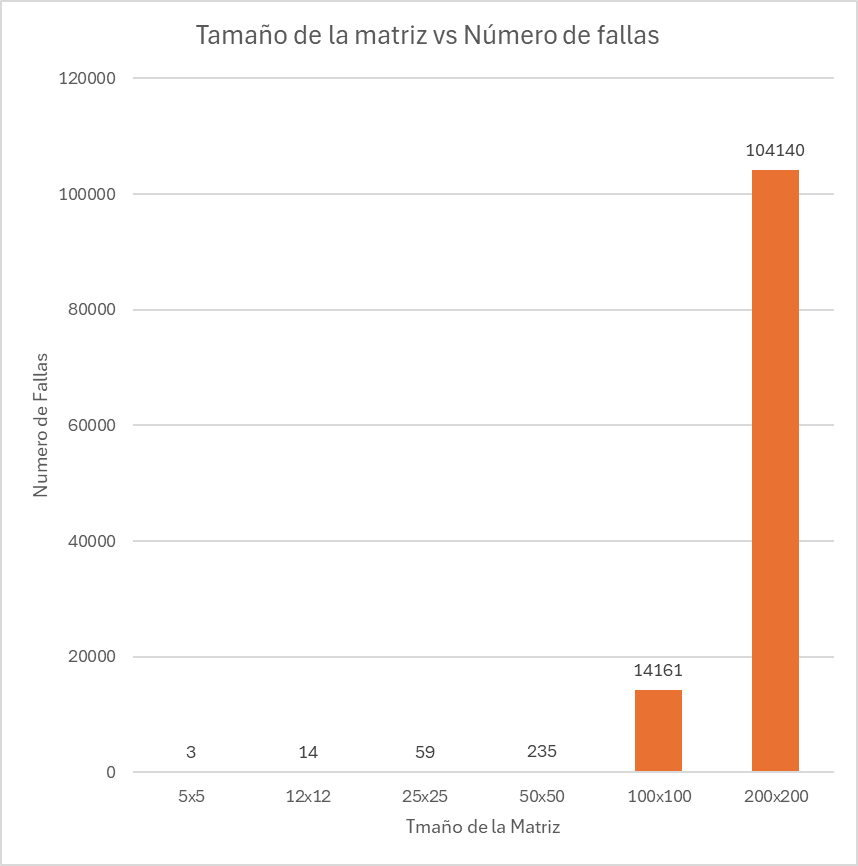 Tamaño de la matriz vs Número de fallas
120000
104140
100000
80000
Numero de Fallas
60000
40000
20000
14161
3 14 59 235
0
5x5 12x12 25x25 50x50 100x100 200x200
Tmaño de la Matriz